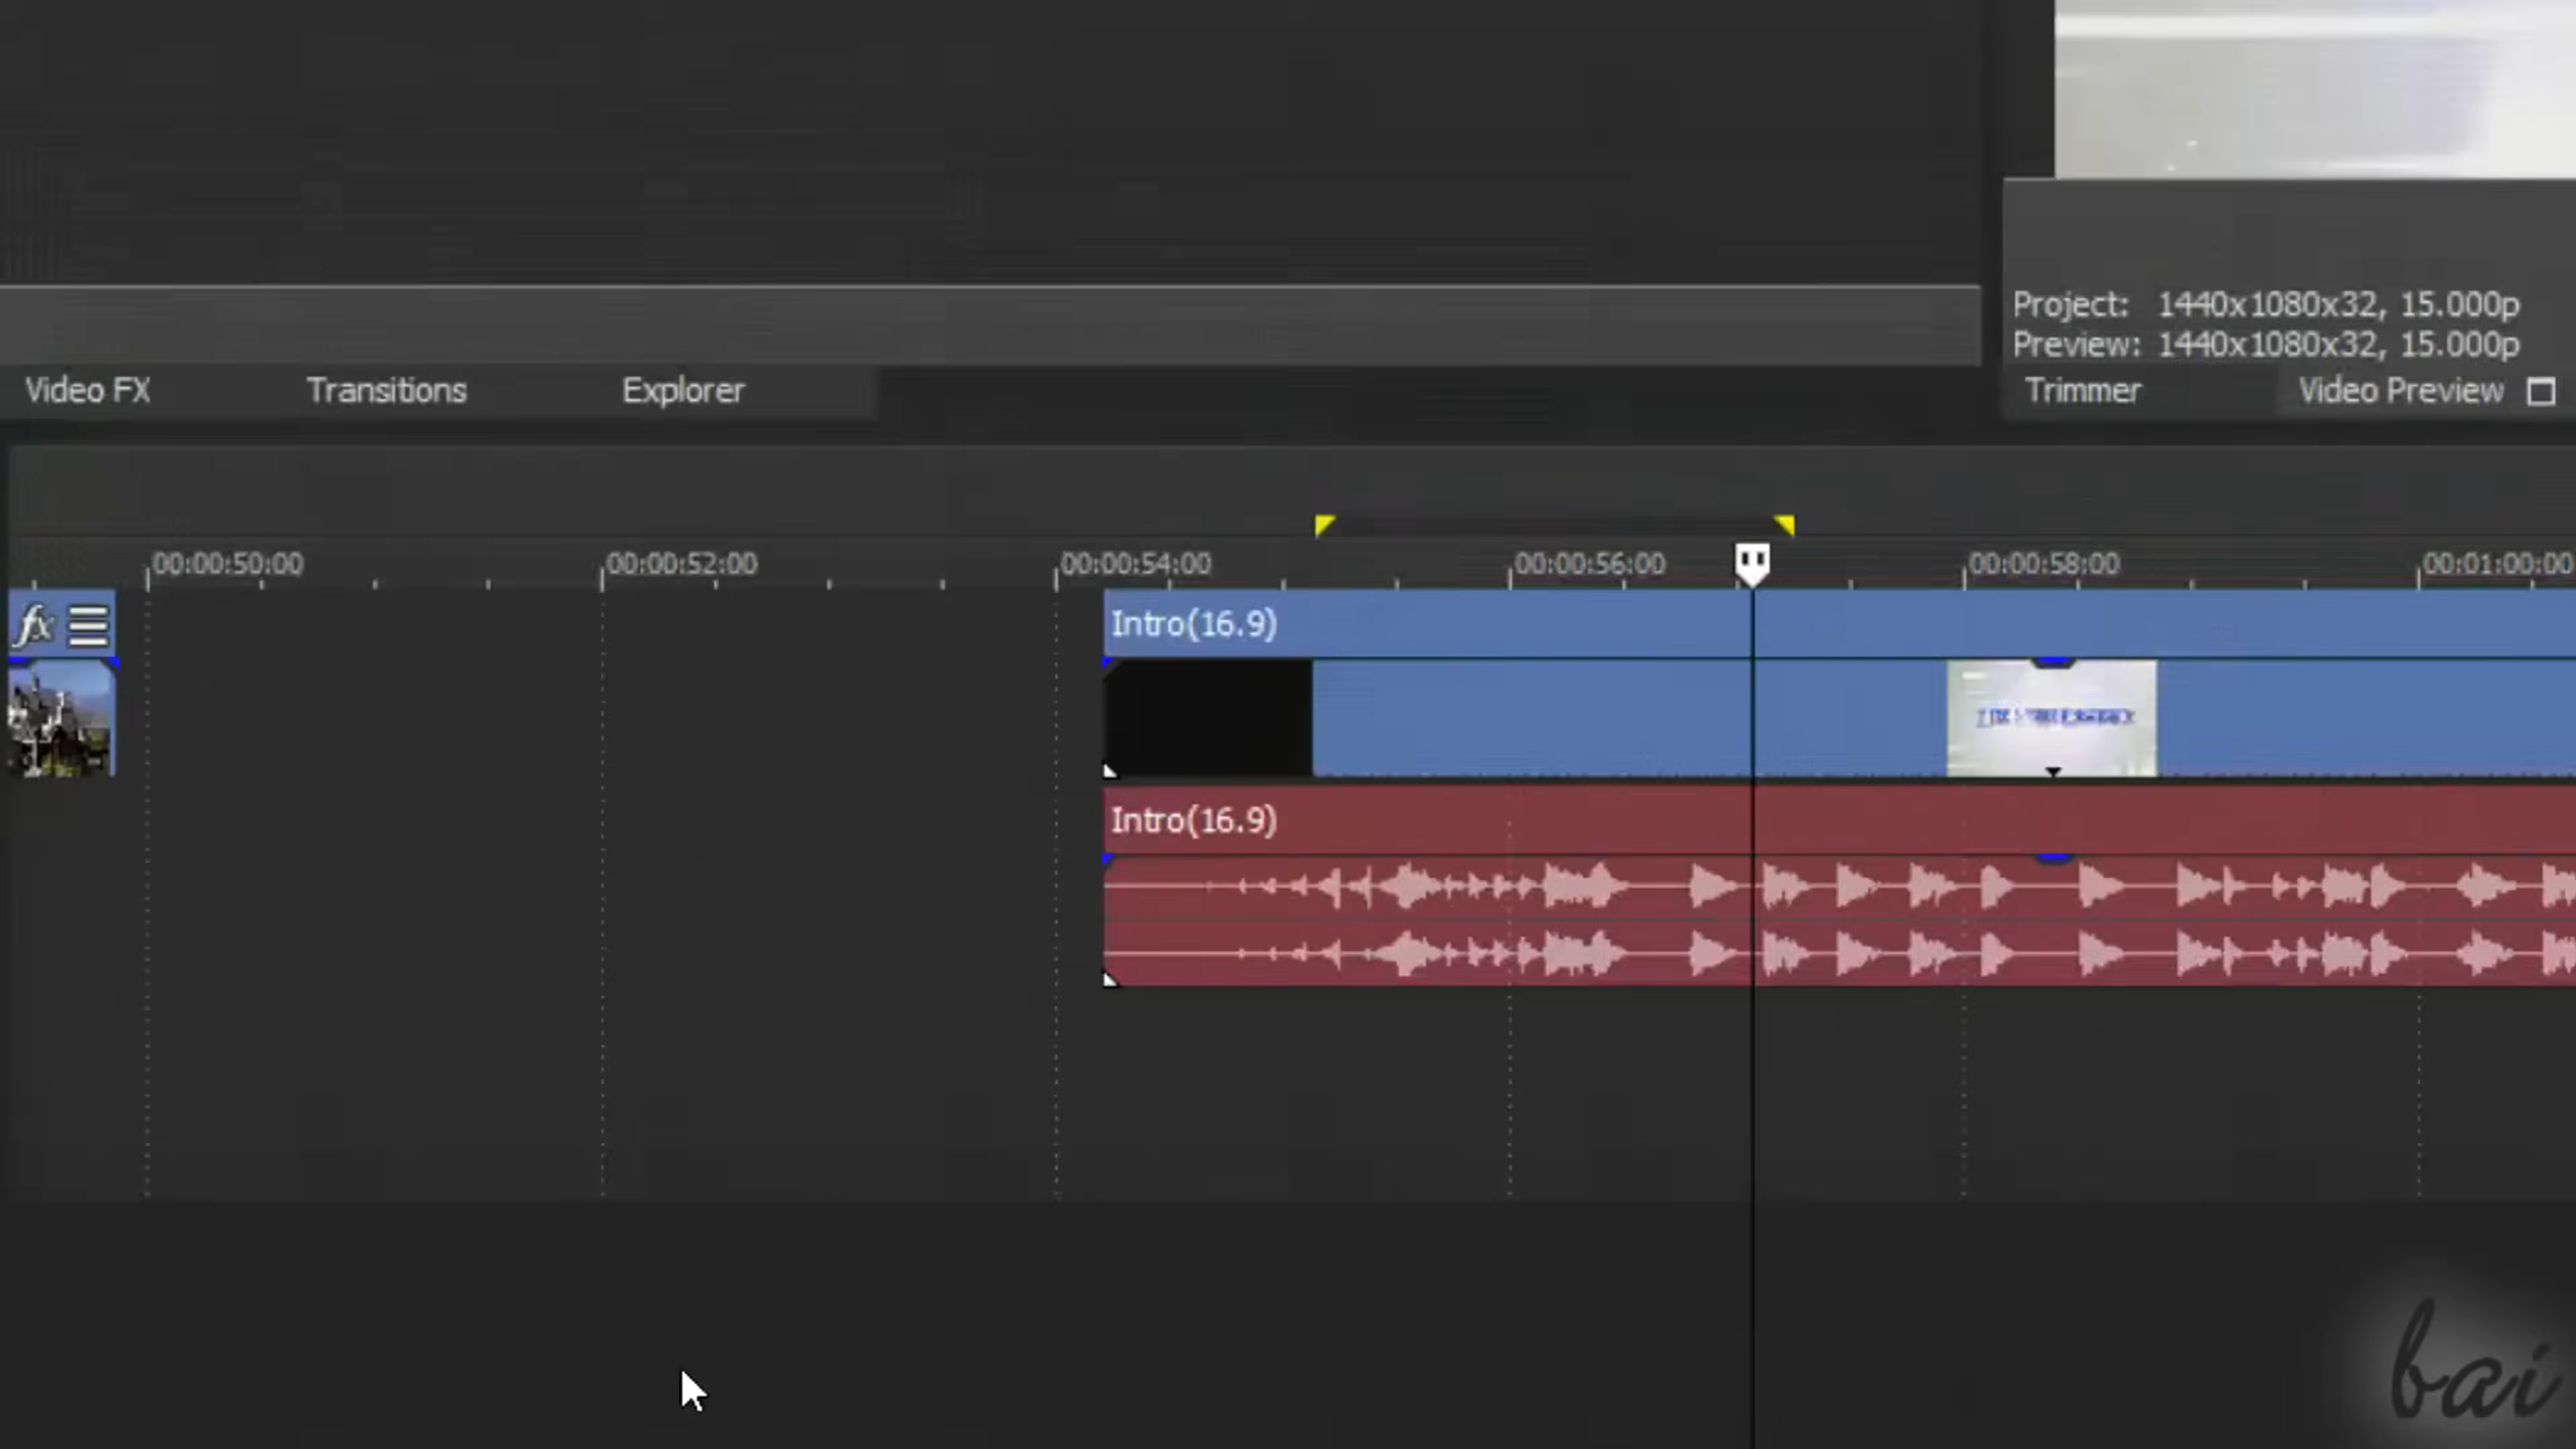 Project: 1440x1080x32, 15.000p
Preview: 1440x1080x32, 15.000p
Video FX Transitions Explorer Trimmer Video Preview
00:00:50:00 00:00:52:00 00:00:54:00 00:00:56:00 00:00:58:00 00:01:00:00
fx
Intro(16.9)
Intro(16.9)
bai